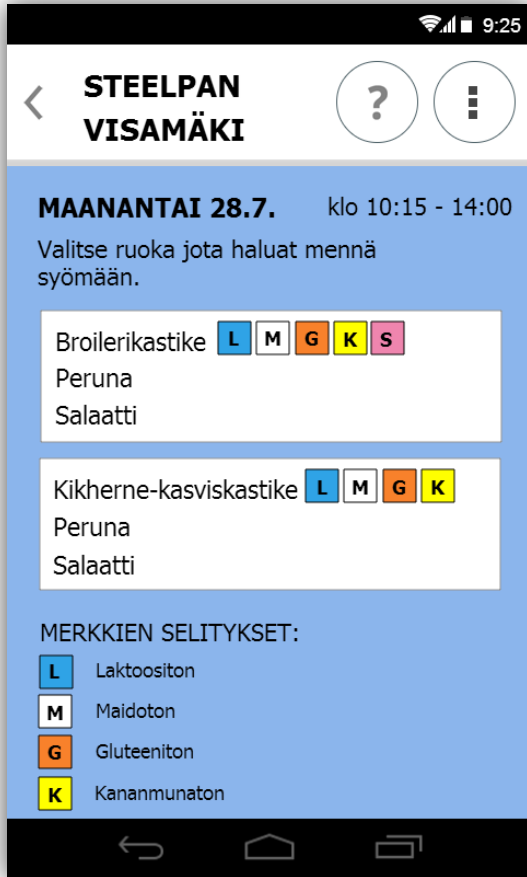 9:25
STEELPAN
VISAMÄKI
?
MAANANTAI 28.7. klo 10:15 - 14:00
Valitse ruoka jota haluat mennä
syömään.
Broilerikastike L M G K S
Peruna
Salaatti
Kikherne-kasviskastike L M G K
Peruna
Salaatti
MERKKIEN SELITYKSET:
L Laktoositon
M Maidoton
G Gluteeniton
K Kananmunaton